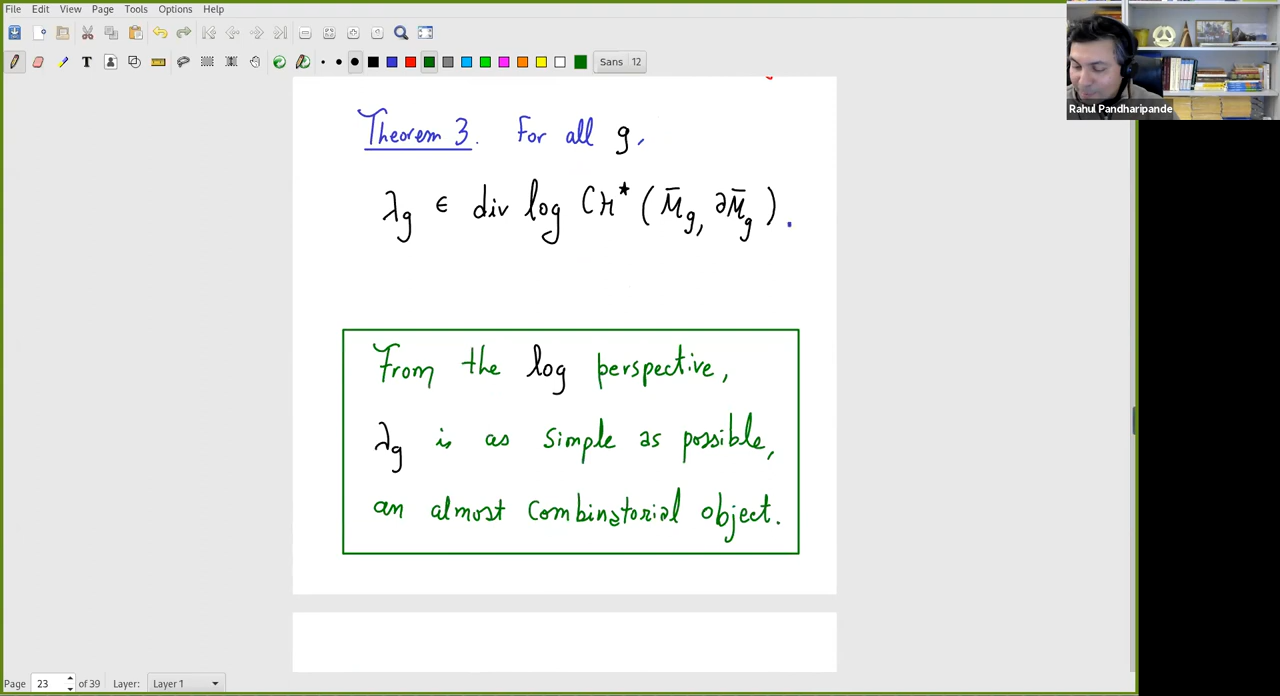 File Edit View Page Tools Options Help
Sans 12
Rahul Pandharipande
Theorem 3. For all g,
λg ∈ div log CH* (M̄g, ∂M̄g).
From the log perspective,
λg is as simple as possible,
an almost combinatorial object.
Page 23 of 39 Layer: Layer 1